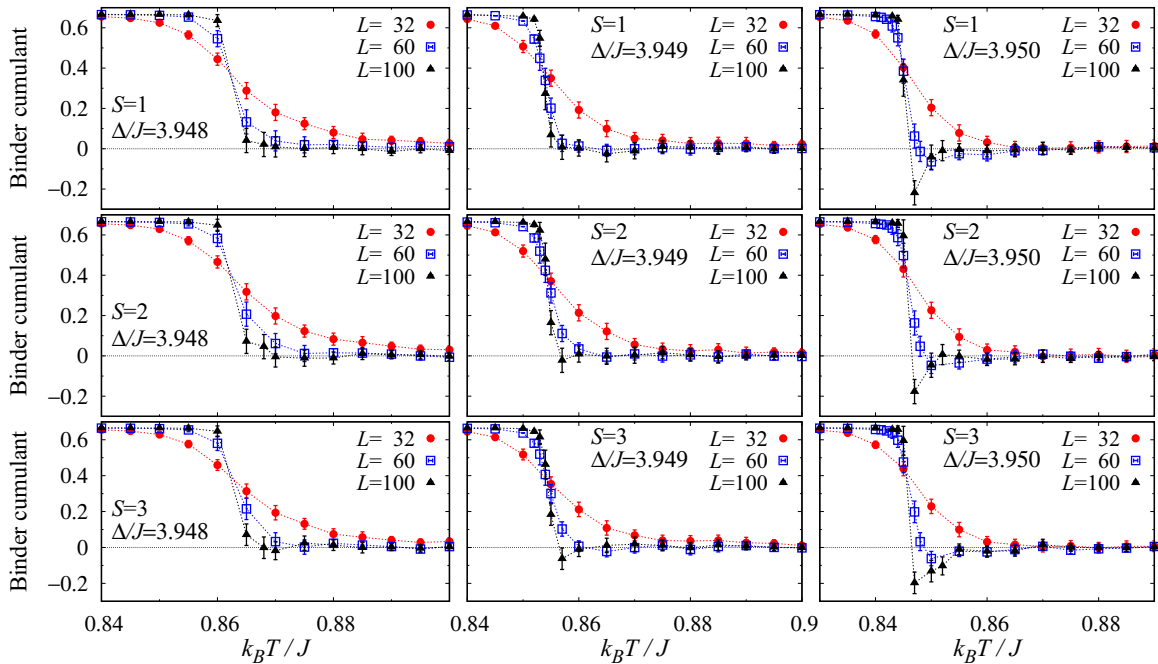 Binder cumulant
0.6
0.4
0.2
0
−0.2
S=1
Δ/J=3.948
L= 32
L= 60
L=100
S=1
Δ/J=3.949
L= 32
L= 60
L=100
S=1
Δ/J=3.950
L= 32
L= 60
L=100
Binder cumulant
0.6
0.4
0.2
0
−0.2
S=2
Δ/J=3.948
L= 32
L= 60
L=100
S=2
Δ/J=3.949
L= 32
L= 60
L=100
S=2
Δ/J=3.950
L= 32
L= 60
L=100
Binder cumulant
0.6
0.4
0.2
0
−0.2
S=3
Δ/J=3.948
L= 32
L= 60
L=100
S=3
Δ/J=3.949
L= 32
L= 60
L=100
S=3
Δ/J=3.950
L= 32
L= 60
L=100
0.84 0.86 0.88
0.84 0.86 0.88 0.9
0.84 0.86 0.88
k_BT / J
k_BT / J
k_BT / J